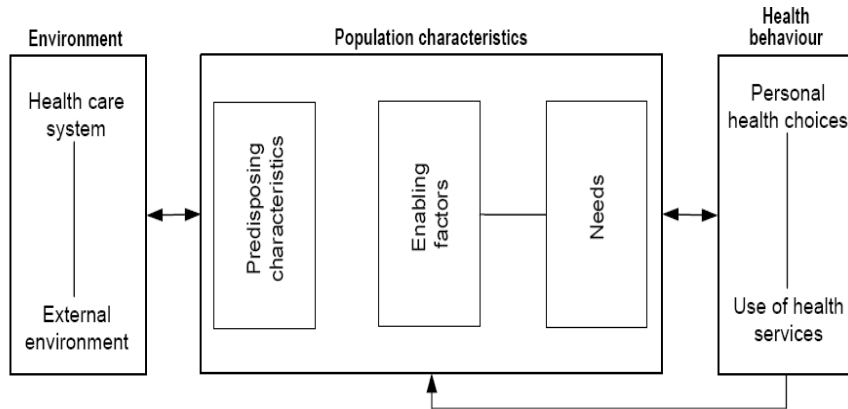 Environment
Population characteristics
Health
behaviour
Health care
system
External
environment
Predisposing
characteristics
Enabling
factors
Needs
Personal
health choices
Use of health
services